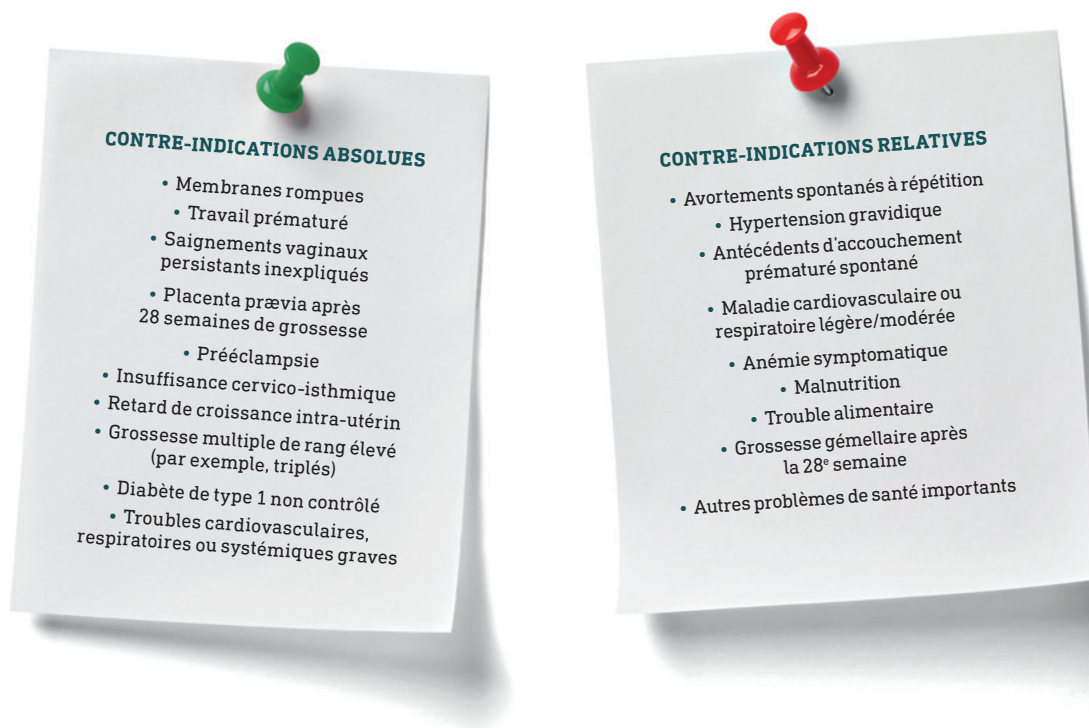 CONTRE-INDICATIONS ABSOLUES
• Membranes rompues
• Travail prématuré
• Saignements vaginaux
persistants inexpliqués
• Placenta prævia après
28 semaines de grossesse
• Prééclampsie
• Insuffisance cervico-isthmique
• Retard de croissance intra-utérin
• Grossesse multiple de rang élevé
(par exemple, triplés)
• Diabète de type 1 non contrôlé
• Troubles cardiovasculaires,
respiratoires ou systémiques graves
CONTRE-INDICATIONS RELATIVES
• Avortements spontanés à répétition
• Hypertension gravidique
• Antécédents d'accouchement
prématuré spontané
• Maladie cardiovasculaire ou
respiratoire légère/modérée
• Anémie symptomatique
• Malnutrition
• Trouble alimentaire
• Grossesse gémellaire après
la 28e semaine
• Autres problèmes de santé importants